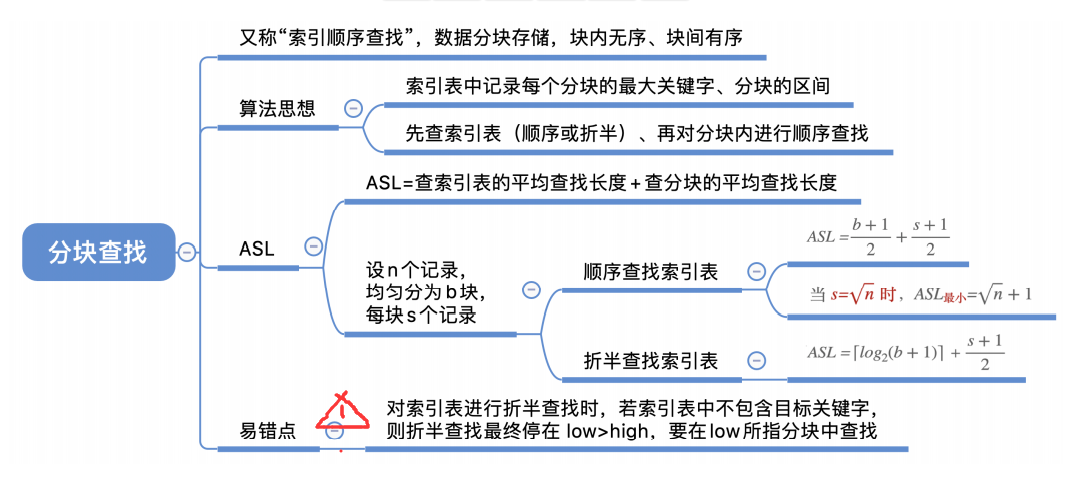 又称“索引顺序查找”，数据分块存储，块内无序、块间有序
算法思想
索引表中记录每个分块的最大关键字、分块的区间
先查索引表（顺序或折半）、再对分块内进行顺序查找
分块查找
ASL
ASL=查索引表的平均查找长度+查分块的平均查找长度
设n个记录，
均匀分为b块，
每块s个记录
顺序查找索引表
ASL = (b+1)/2 + (s+1)/2
当 s=√n 时，ASL最小=√n+1
折半查找索引表
ASL = ⌈log₂(b+1)⌉ + (s+1)/2
易错点
对索引表进行折半查找时，若索引表中不包含目标关键字，
则折半查找最终停在 low>high，要在low所指分块中查找